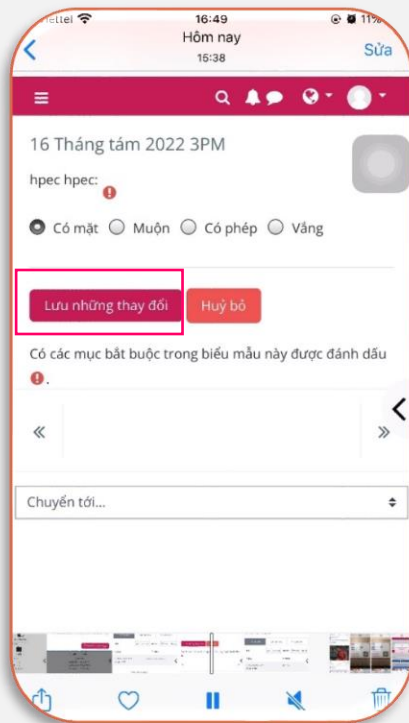 16:49
11%
Hôm nay
15:38
Sửa
16 Tháng tám 2022 3PM
hpec hpec:
Có mặt Muộn Có phép Vắng
Lưu những thay đổi Huỷ bỏ
Có các mục bắt buộc trong biểu mẫu này được đánh dấu
.
«
»
Chuyển tới...